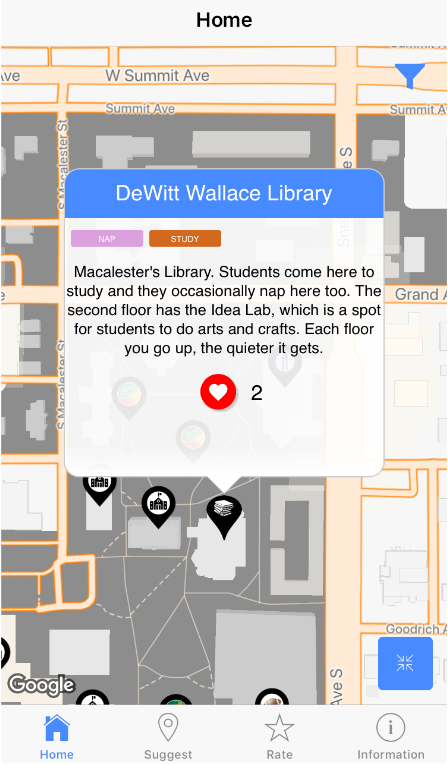 Home
Summit Ave
Ave
W Summit Ave
Summit Ave
Summit A
S Macalester St
Sne
e S
DeWitt Wallace Library
NAP
STUDY
Macalester's Library. Students come here to
study and they occasionally nap here too. The
second floor has the Idea Lab, which is a spot
for students to do arts and crafts. Each floor
you go up, the quieter it gets.
2
e
Grand A
S Macalester St
Goodrich A
Ave S
Google
Home
Suggest
Rate
Information